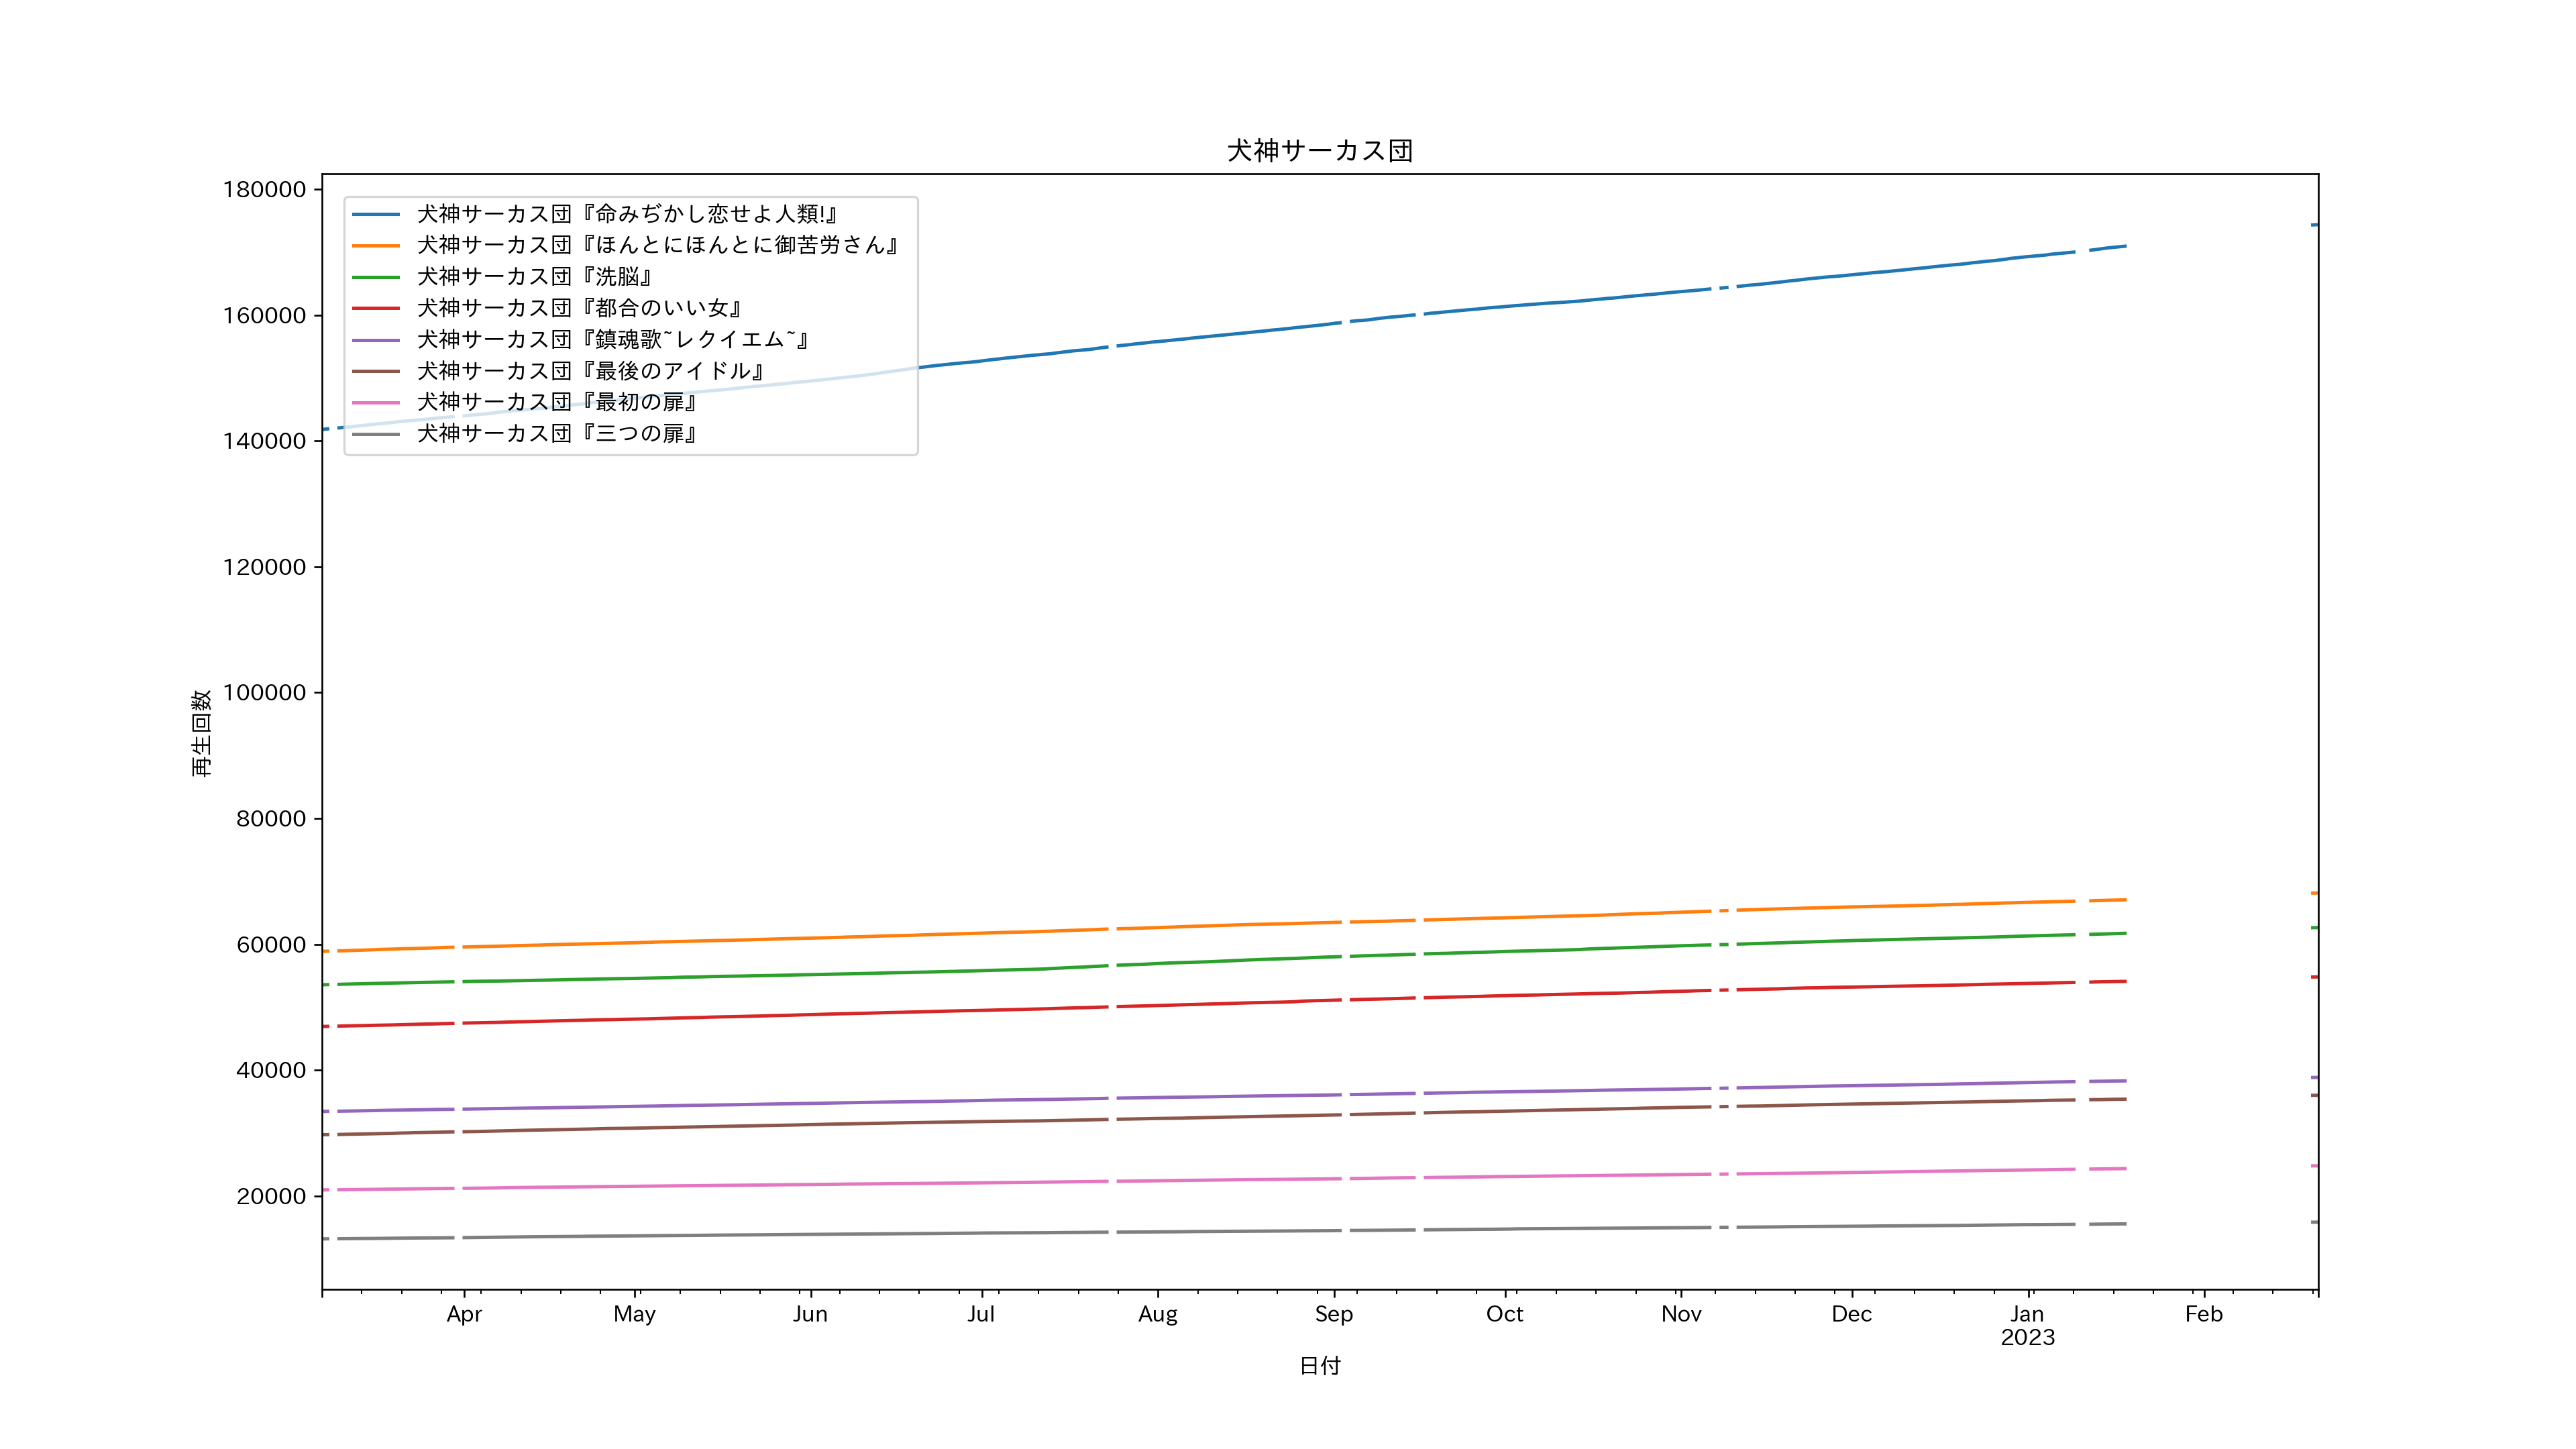 犬神サーカス団
180000
160000
140000
120000
100000
80000
60000
40000
20000
再生回数
犬神サーカス団『命みぢかし恋せよ人類!』
犬神サーカス団『ほんとにほんとに御苦労さん』
犬神サーカス団『洗脳』
犬神サーカス団『都合のいい女』
犬神サーカス団『鎮魂歌~レクイエム~』
犬神サーカス団『最後のアイドル』
犬神サーカス団『最初の扉』
犬神サーカス団『三つの扉』
Apr May Jun Jul Aug Sep Oct Nov Dec Jan Feb
2023
日付